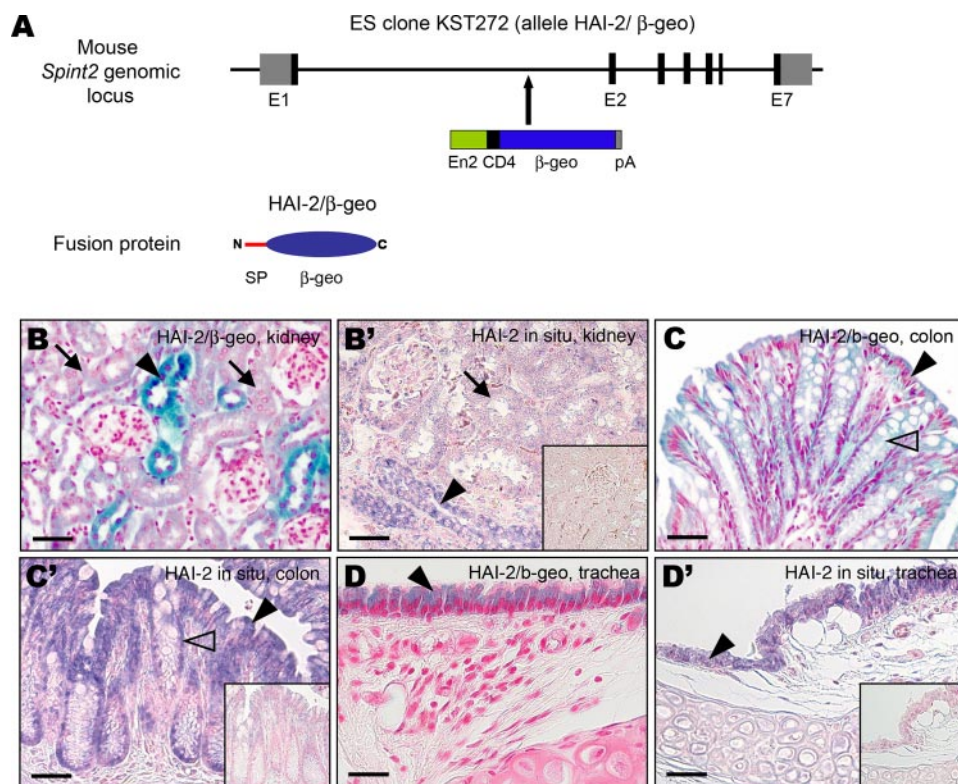 A
ES clone KST272 (allele HAI-2/ β-geo)
Mouse
Spint2 genomic
locus
E1
E2
E7
En2 CD4 β-geo pA
HAI-2/β-geo
Fusion protein
N
C
SP β-geo
B
HAI-2/β-geo, kidney
B'
HAI-2 in situ, kidney
C
HAI-2/b-geo, colon
C'
HAI-2 in situ, colon
D
HAI-2/b-geo, trachea
D'
HAI-2 in situ, trachea